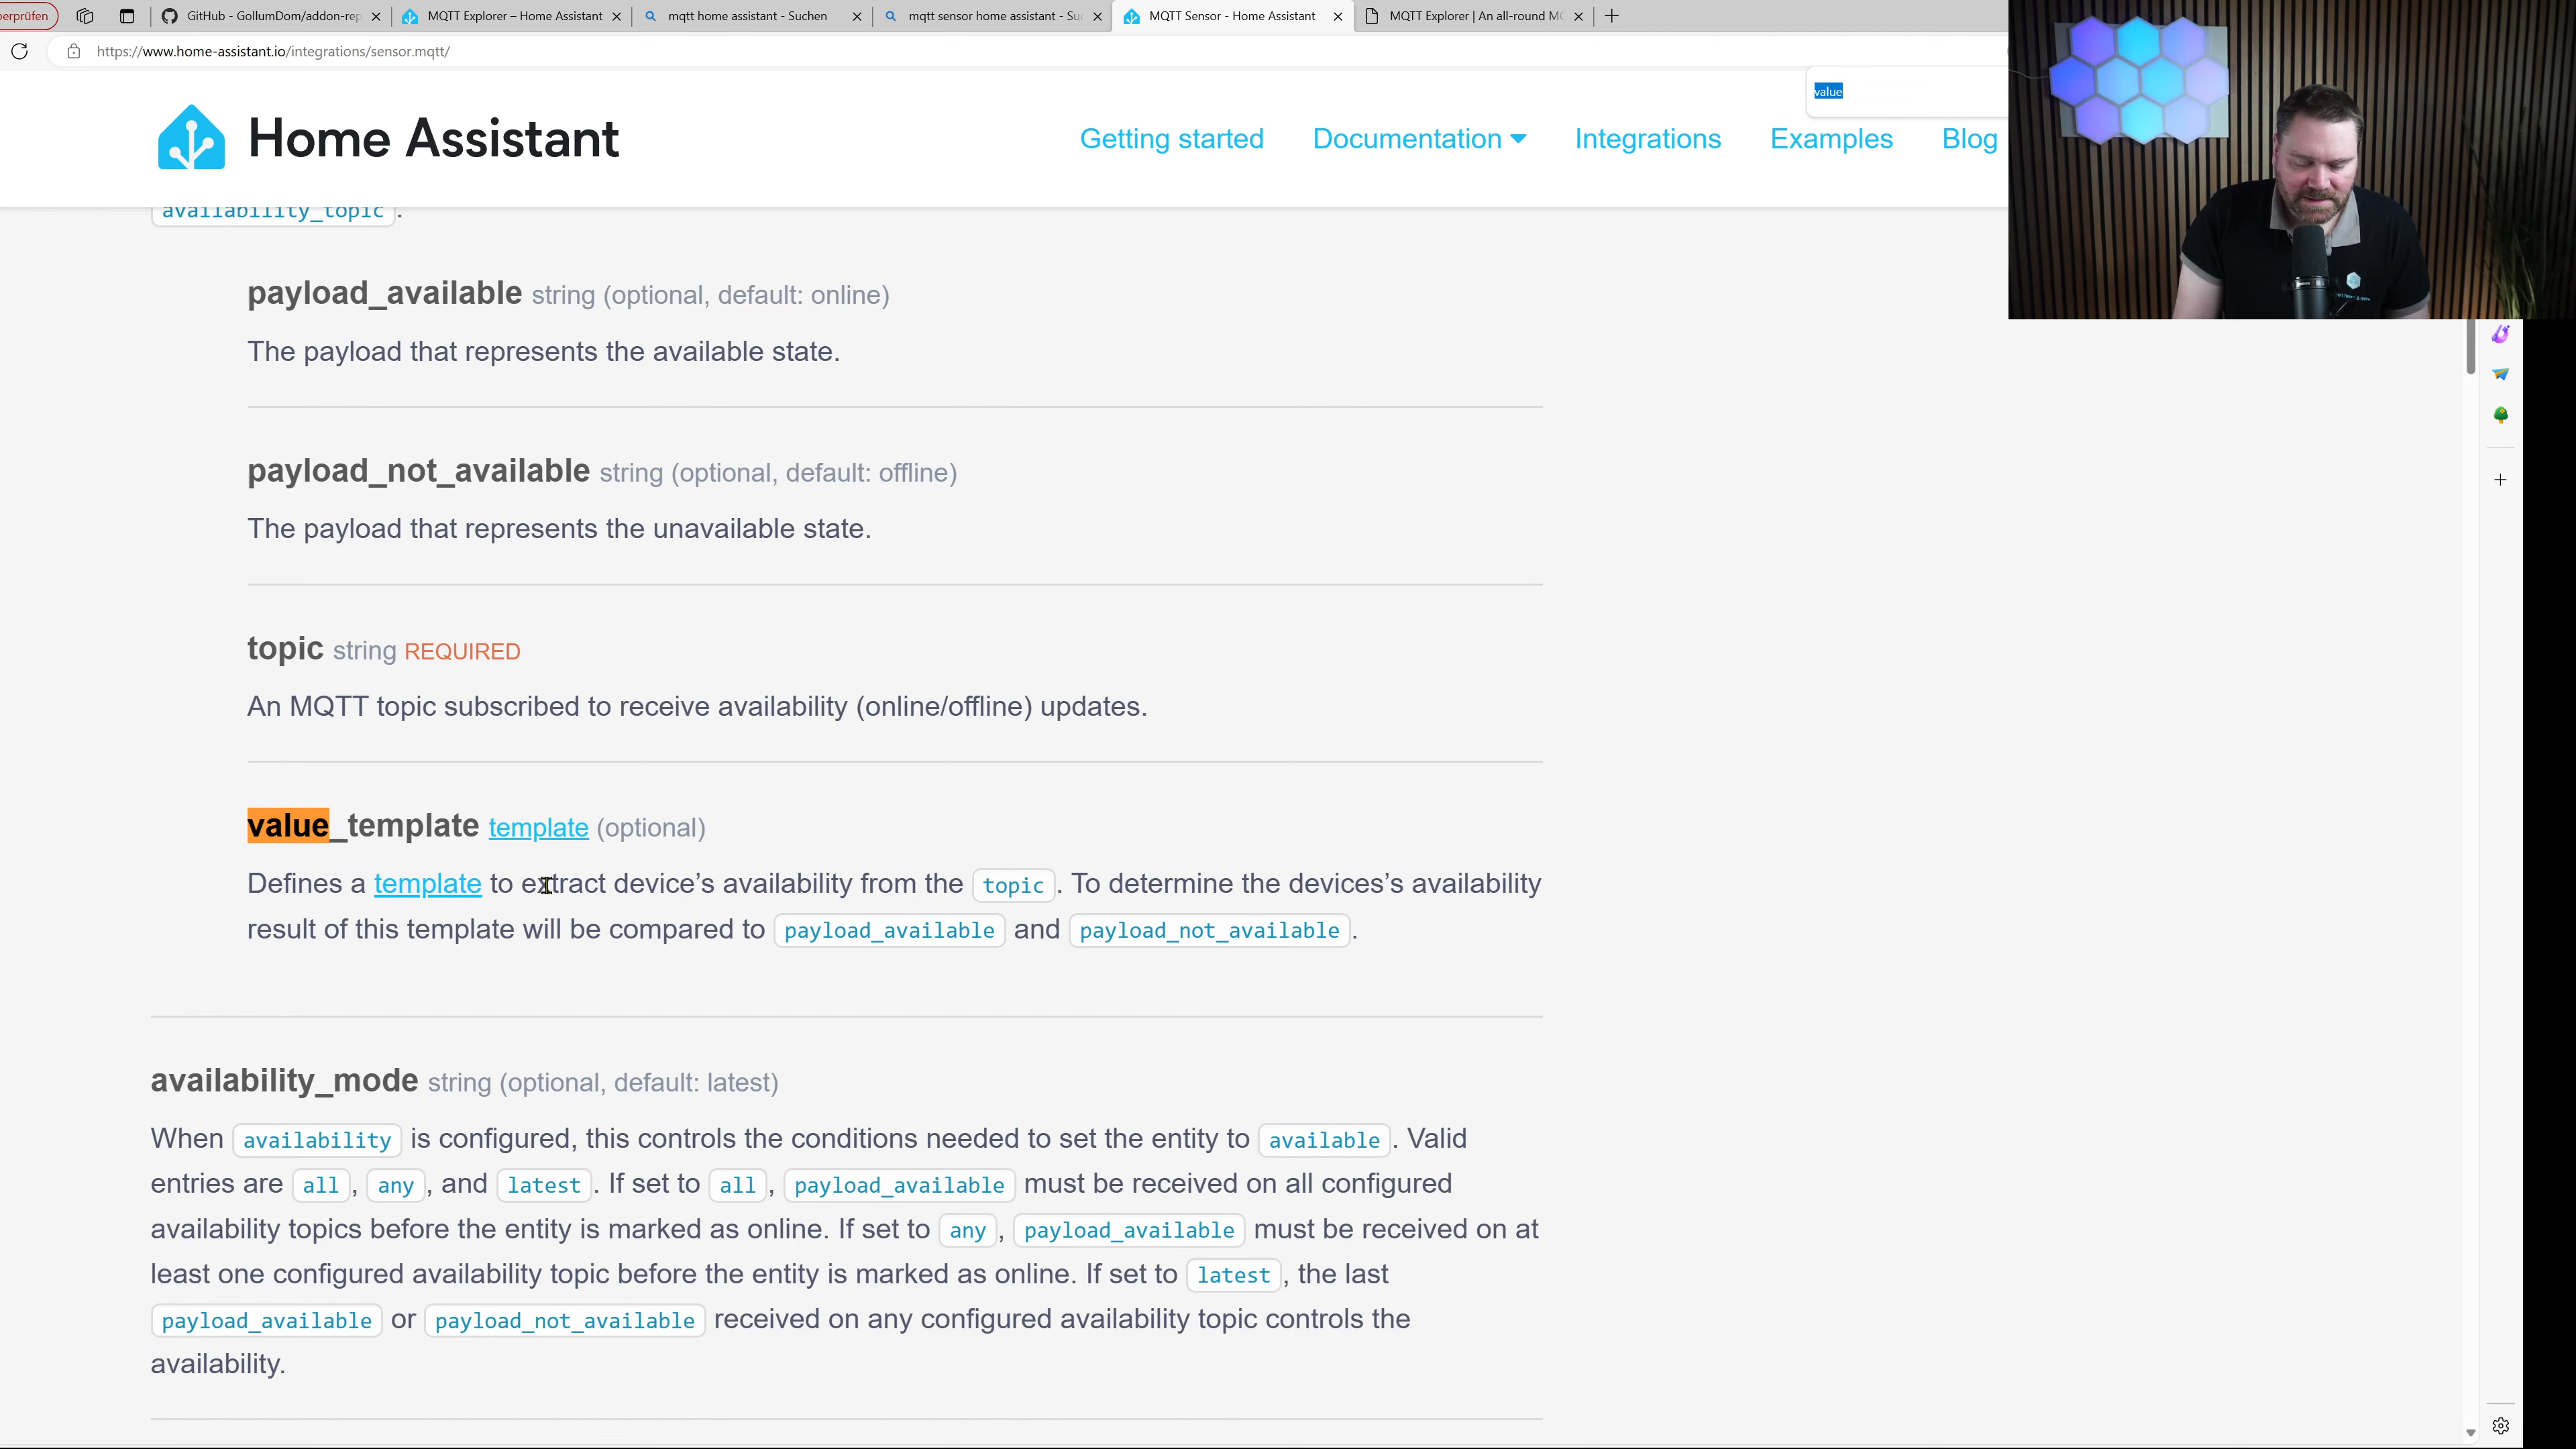 erprüfen
GitHub - GollumDom/addon-rep
MQTT Explorer – Home Assistant
mqtt home assistant - Suchen
mqtt sensor home assistant - Su
MQTT Sensor - Home Assistant
MQTT Explorer | An all-round MC
https://www.home-assistant.io/integrations/sensor.mqtt/
value
Home Assistant
Getting started
Documentation
Integrations
Examples
Blog
availability_topic.
payload_available string (optional, default: online)
The payload that represents the available state.
payload_not_available string (optional, default: offline)
The payload that represents the unavailable state.
topic string REQUIRED
An MQTT topic subscribed to receive availability (online/offline) updates.
value_template template (optional)
Defines a template to extract device’s availability from the topic. To determine the devices’s availability
result of this template will be compared to payload_available and payload_not_available.
availability_mode string (optional, default: latest)
When availability is configured, this controls the conditions needed to set the entity to available. Valid
entries are all, any, and latest. If set to all, payload_available must be received on all configured
availability topics before the entity is marked as online. If set to any, payload_available must be received on at
least one configured availability topic before the entity is marked as online. If set to latest, the last
payload_available or payload_not_available received on any configured availability topic controls the
availability.